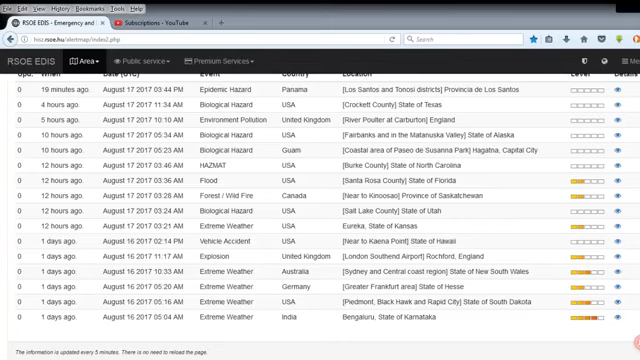 File Edit View History Bookmarks Tools Help
RSOE EDIS - Emergency and Subscriptions - YouTube
hisz.rsoe.hu/alertmap/index2.php Search
RSOE EDIS Area Public service Premium Services
Upd. When Date (UTC) Event Country Location Level Details
0 19 minutes ago. August 17 2017 03:44 PM Epidemic Hazard Panama [Los Santos and Tonosi districts] Provincia de Los Santos
0 4 hours ago. August 17 2017 11:34 AM Biological Hazard USA [Crockett County] State of Texas
0 5 hours ago. August 17 2017 10:10 AM Environment Pollution United Kingdom [River Poulter at Carburton] England
0 10 hours ago. August 17 2017 05:34 AM Biological Hazard USA [Fairbanks and in the Matanuska Valley] State of Alaska
0 10 hours ago. August 17 2017 05:23 AM Biological Hazard Guam [Coastal area of Paseo de Susanna Park] Hagatna, Capital City
0 12 hours ago. August 17 2017 03:46 AM HAZMAT USA [Burke County] State of North Carolina
0 12 hours ago. August 17 2017 03:36 AM Flood USA [Santa Rosa County] State of Florida
0 12 hours ago. August 17 2017 03:28 AM Forest / Wild Fire Canada [Near to Kinoosao] Province of Saskatchewan
0 12 hours ago. August 17 2017 03:23 AM Biological Hazard USA [Salt Lake County] State of Utah
0 12 hours ago. August 17 2017 03:21 AM Extreme Weather USA Eureka, State of Kansas
0 1 days ago. August 16 2017 02:14 PM Vehicle Accident USA [Near to Kaena Point] State of Hawaii
0 1 days ago. August 16 2017 11:17 AM Explosion United Kingdom [London Southend Airport] Rochford, England
0 1 days ago. August 16 2017 10:33 AM Extreme Weather Australia [Sydney and Central coast region] State of New South Wales
0 1 days ago. August 16 2017 05:20 AM Extreme Weather Germany [Greater Frankfurt area] State of Hesse
0 1 days ago. August 16 2017 05:16 AM Extreme Weather USA [Piedmont, Black Hawk and Rapid City] State of South Dakota
0 1 days ago. August 16 2017 05:04 AM Extreme Weather India Bengaluru, State of Karnataka
The information is updated every 5 minutes. There is no need to reload the page.